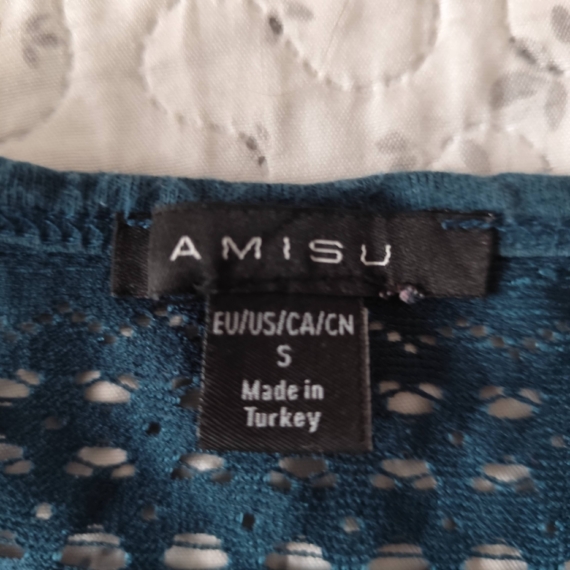 AMISU
EU/US/CA/CN
S
Made in
Turkey